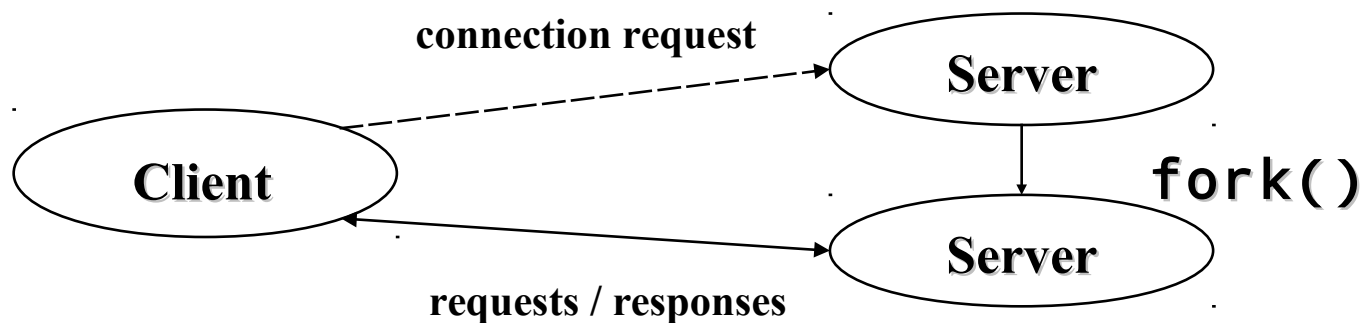 connection request
Server
Client
fork()
Server
requests / responses